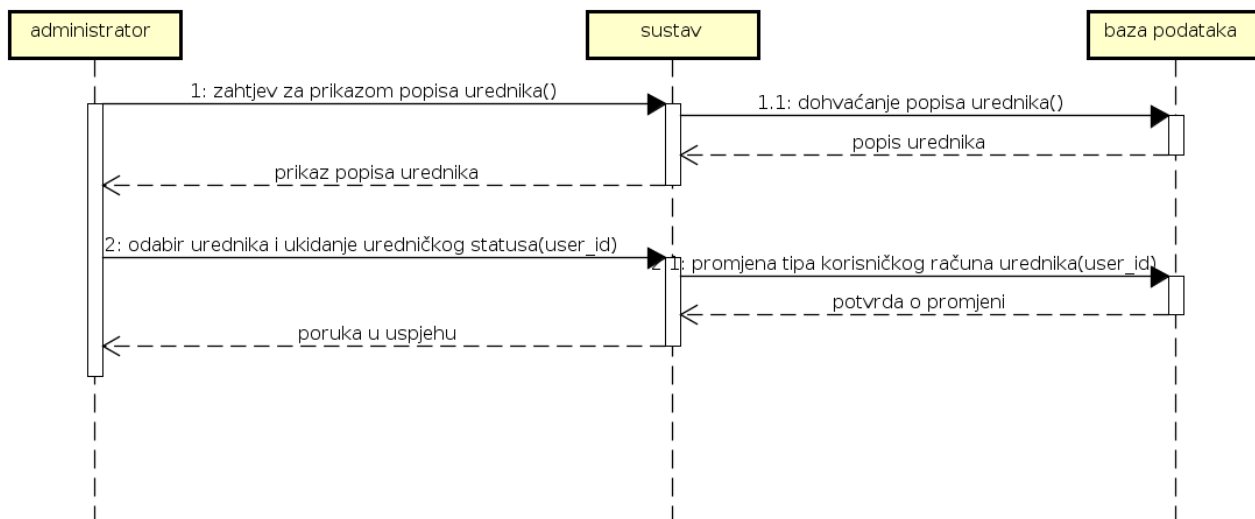 administrator
sustav
baza podataka
1: zahtjev za prikazom popisa urednika()
1.1: dohvaćanje popisa urednika()
popis urednika
prikaz popisa urednika
2: odabir urednika i ukidanje uredničkog statusa(user_id)
2.1: promjena tipa korisničkog računa urednika(user_id)
potvrda o promjeni
poruka u uspjehu